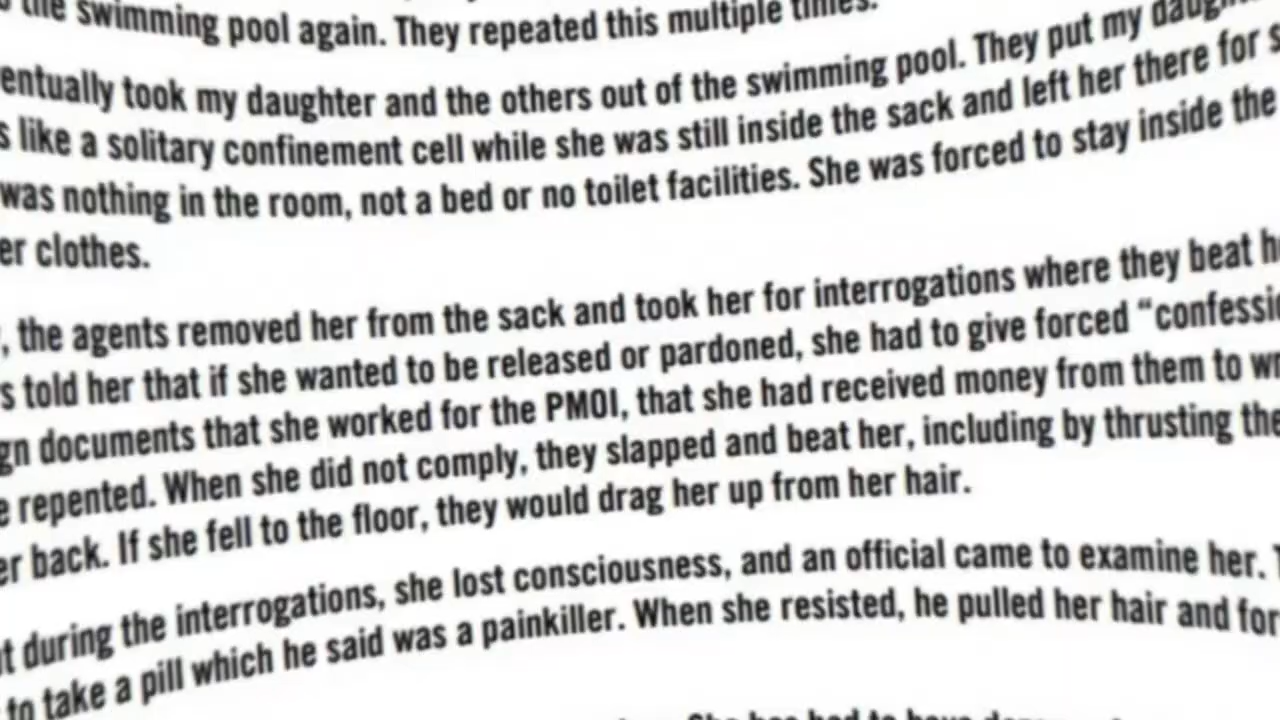 the swimming pool again. They repeated this multiple times.
entually took my daughter and the others out of the swimming pool. They put my daugh
s like a solitary confinement cell while she was still inside the sack and left her there for s
was nothing in the room, not a bed or no toilet facilities. She was forced to stay inside the
er clothes.
, the agents removed her from the sack and took her for interrogations where they beat h
s told her that if she wanted to be released or pardoned, she had to give forced “confessi
gn documents that she worked for the PMOI, that she had received money from them to wr
e repented. When she did not comply, they slapped and beat her, including by thrusting the
er back. If she fell to the floor, they would drag her up from her hair.
t during the interrogations, she lost consciousness, and an official came to examine her. T
to take a pill which he said was a painkiller. When she resisted, he pulled her hair and for
She has had to have